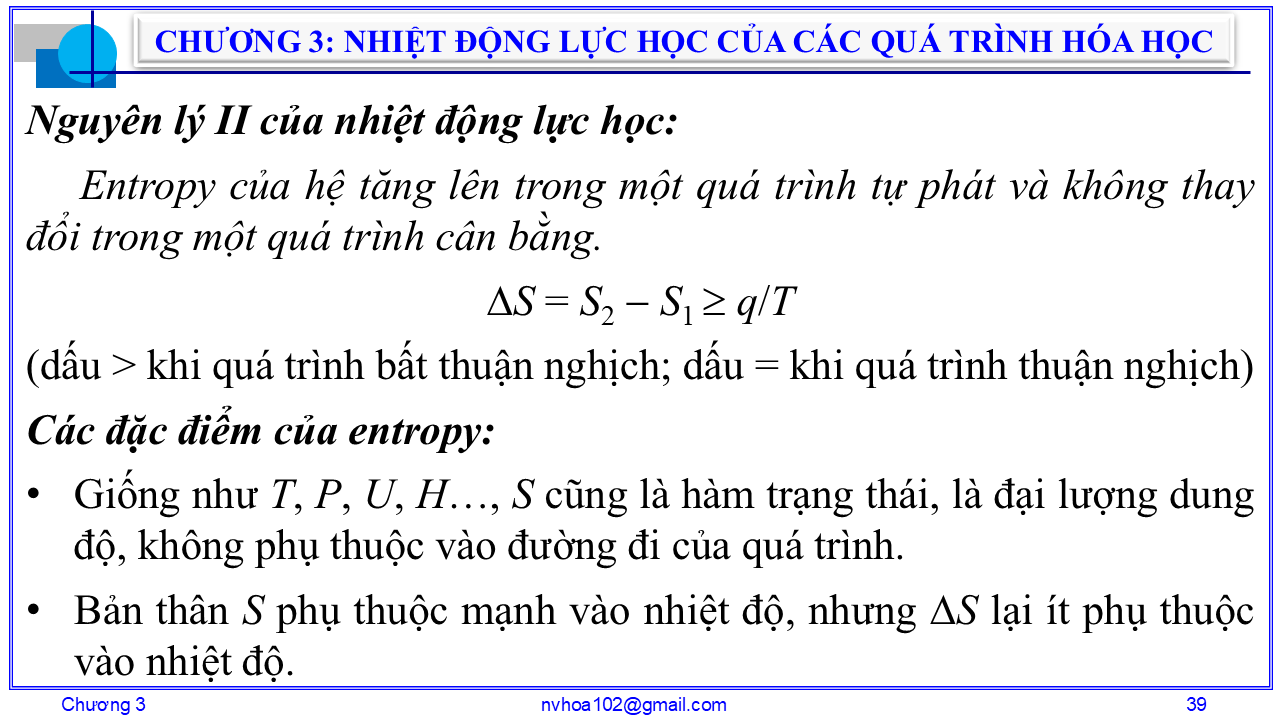 CHƯƠNG 3: NHIỆT ĐỘNG LỰC HỌC CỦA CÁC QUÁ TRÌNH HÓA HỌC
Nguyên lý II của nhiệt động lực học:
Entropy của hệ tăng lên trong một quá trình tự phát và không thay
đổi trong một quá trình cân bằng.
ΔS = S₂ − S₁ ≥ q/T
(dấu > khi quá trình bất thuận nghịch; dấu = khi quá trình thuận nghịch)
Các đặc điểm của entropy:
• Giống như T, P, U, H…, S cũng là hàm trạng thái, là đại lượng dung
độ, không phụ thuộc vào đường đi của quá trình.
• Bản thân S phụ thuộc mạnh vào nhiệt độ, nhưng ΔS lại ít phụ thuộc
vào nhiệt độ.
Chương 3 nvhoa102@gmail.com 39